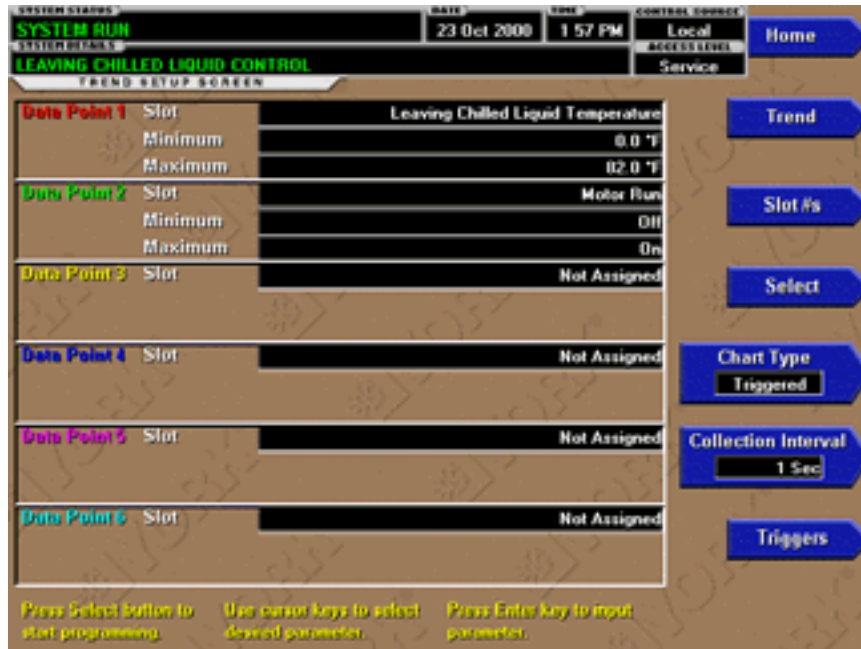 SYSTEM STATUS
SYSTEM RUN
DATE
23 Oct 2000
TIME
1 57 PM
CONTROL SOURCE
Local
SYSTEM DETAILS
LEAVING CHILLED LIQUID CONTROL
ACCESS LEVEL
Service
TREND SETUP SCREEN
Home
Data Point 1 Slot Leaving Chilled Liquid Temperature
Minimum 0.0 °F
Maximum 82.0 °F
Trend
Data Point 2 Slot Motor Run
Minimum Off
Maximum On
Slot #s
Data Point 3 Slot Not Assigned
Select
Data Point 4 Slot Not Assigned
Chart Type
Triggered
Data Point 5 Slot Not Assigned
Collection Interval
1 Sec
Data Point 6 Slot Not Assigned
Triggers
Press Select button to start programming.
Use cursor keys to select desired parameter.
Press Enter key to input parameter.
YORK